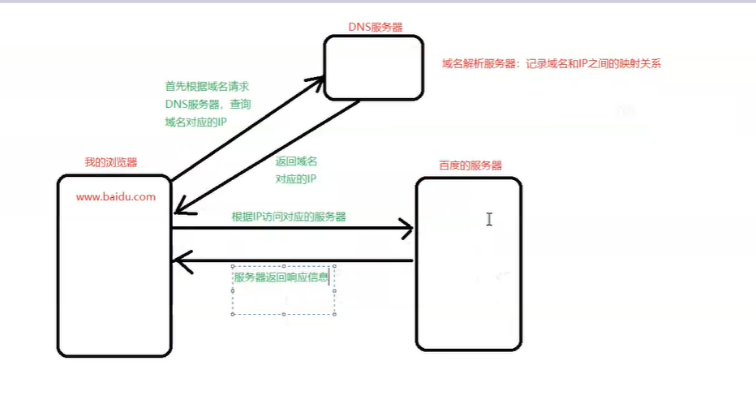 DNS服务器
域名解析服务器：记录域名和IP之间的映射关系
首先根据域名请求
DNS服务器，查询
域名对应的IP
返回域名
对应的IP
我的浏览器
www.baidu.com
百度的服务器
根据IP访问对应的服务器
服务器返回响应信息